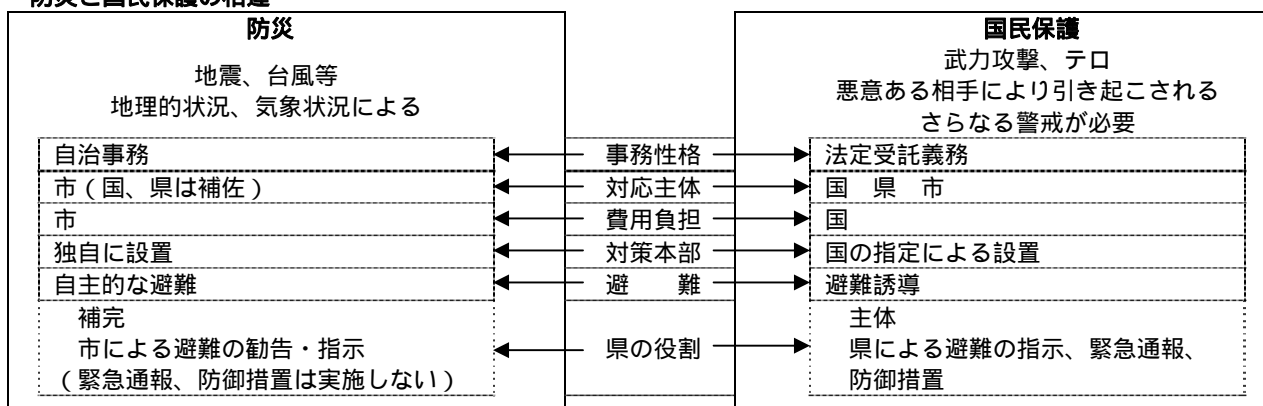 防災と国民保護の相違
防災
地震、台風等
地理的状況、気象状況による
国民保護
武力攻撃、テロ
悪意ある相手により引き起こされる
さらなる警戒が必要
自治事務 事務性格 法定受託義務
市(国、県は補佐) 対応主体 国 県 市
市 費用負担 国
独自に設置 対策本部 国の指定による設置
自主的な避難 避 難 避難誘導
補完
市による避難の勧告・指示
(緊急通報、防御措置は実施しない)
県の役割
主体
県による避難の指示、緊急通報、
防御措置